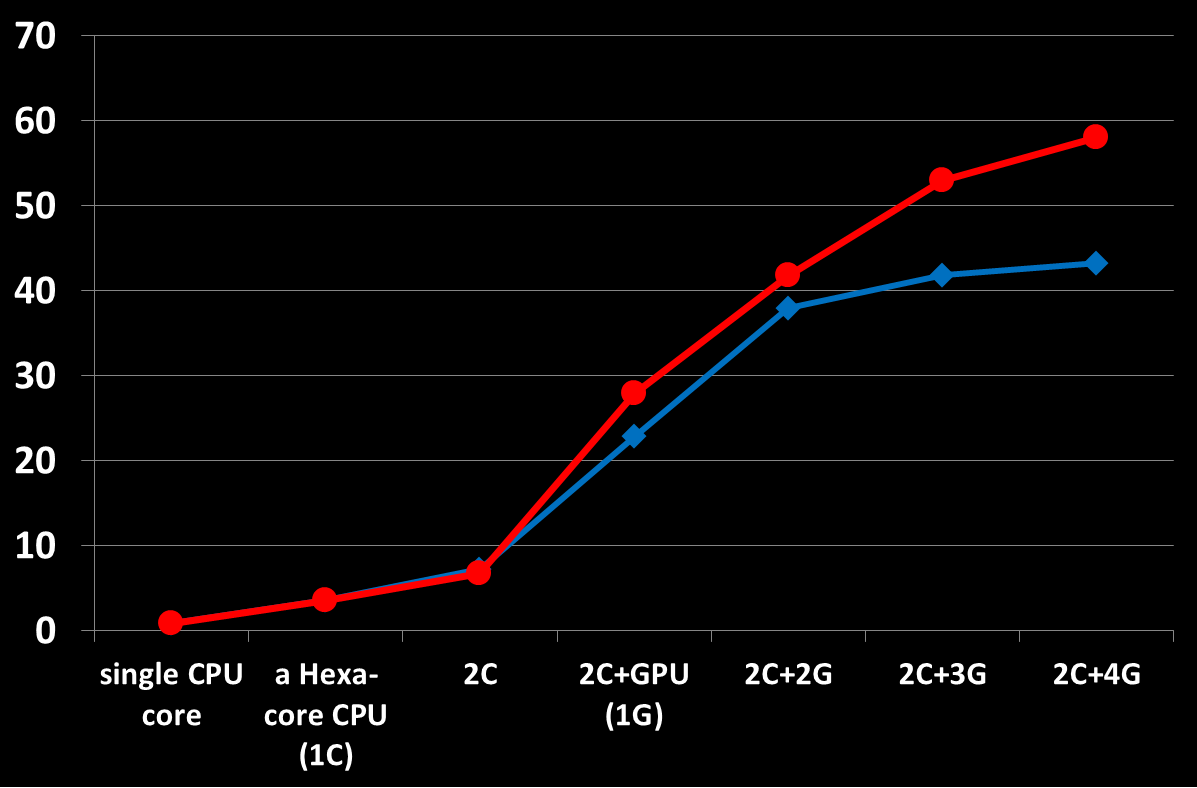 70
60
50
40
30
20
10
0
single CPU core
a Hexa-core CPU (1C)
2C
2C+GPU (1G)
2C+2G
2C+3G
2C+4G